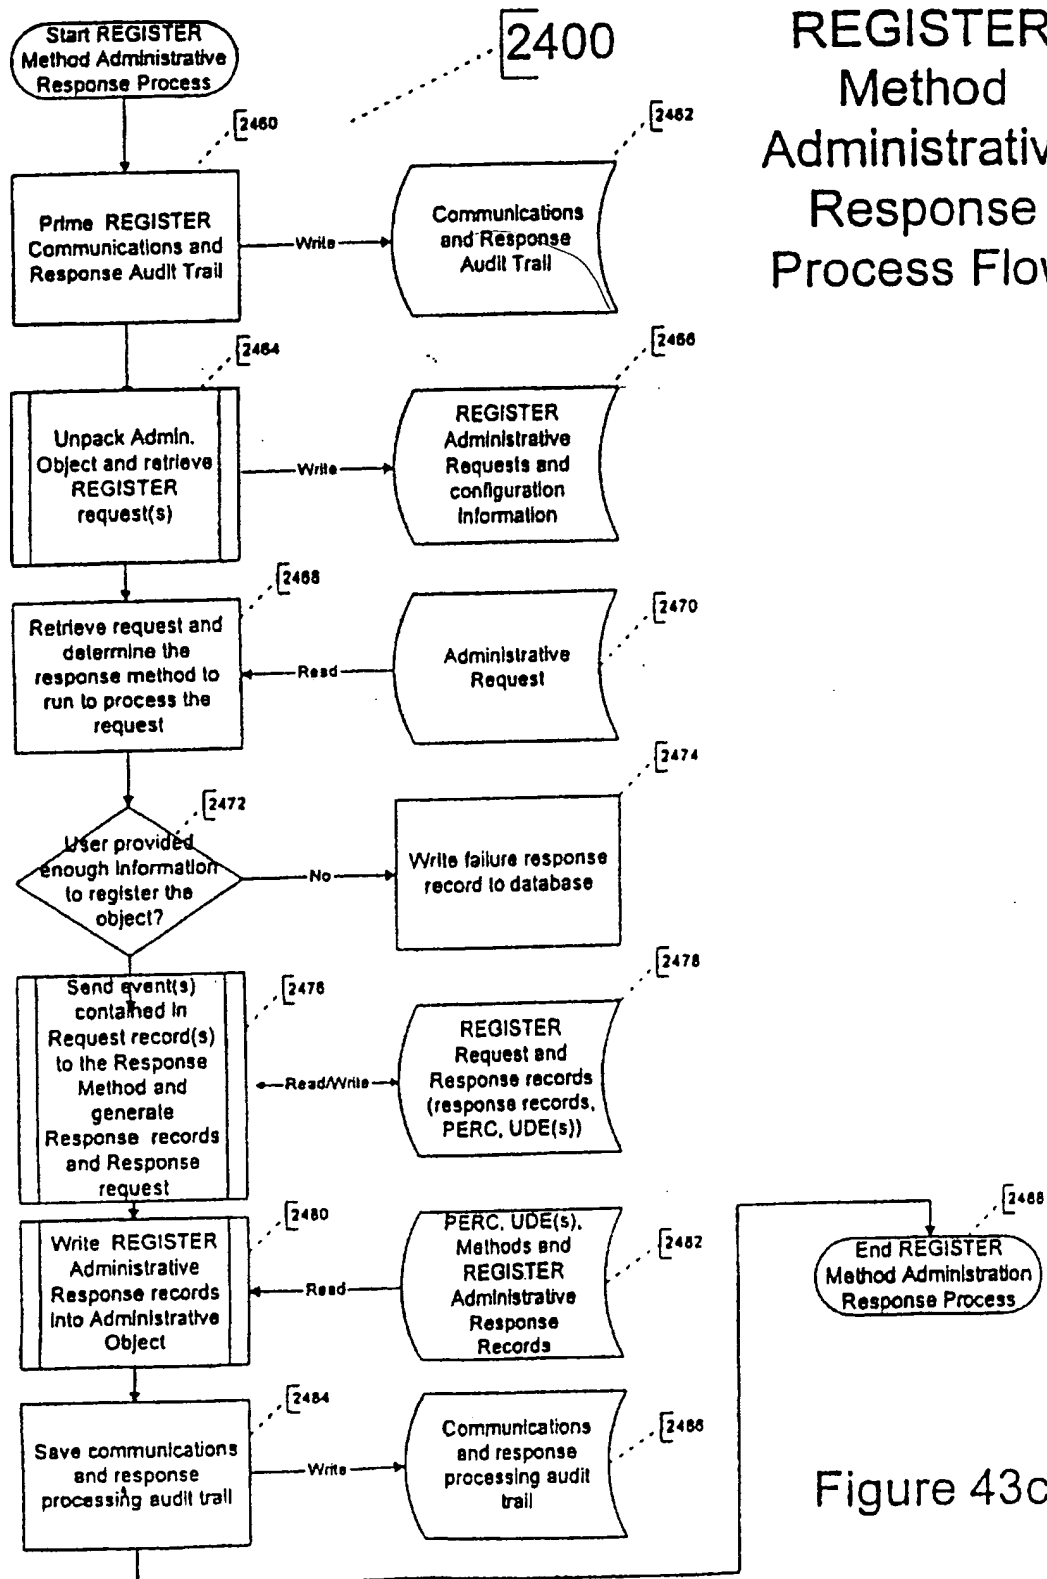 Start REGISTER
Method Administrative
Response Process
2400
REGISTER
Method
Administrativ
Response
Process Flow
2460
Prime REGISTER
Communications and
Response Audit Trail
Write
2462
Communications
and Response
Audit Trail
2464
Unpack Admin.
Object and retrieve
REGISTER
request(s)
Write
2466
REGISTER
Administrative
Requests and
configuration
Information
2468
Retrieve request and
determine the
response method to
run to process the
request
Read
2470
Administrative
Request
2472
User provided
enough Information
to register the
object?
No
2474
Write failure response
record to database
2476
Send event(s)
contained in
Request record(s)
to the Response
Method and
generate
Response records
and Response
request
Read/Write
2478
REGISTER
Request and
Response records
(response records,
PERC, UDE(s))
2480
Write REGISTER
Administrative
Response records
into Administrative
Object
Read
2482
PERC, UDE(s),
Methods and
REGISTER
Administrative
Response
Records
2488
End REGISTER
Method Administration
Response Process
2484
Save communications
and response
processing audit trail
Write
2486
Communications
and response
processing audit
trail
Figure 43c